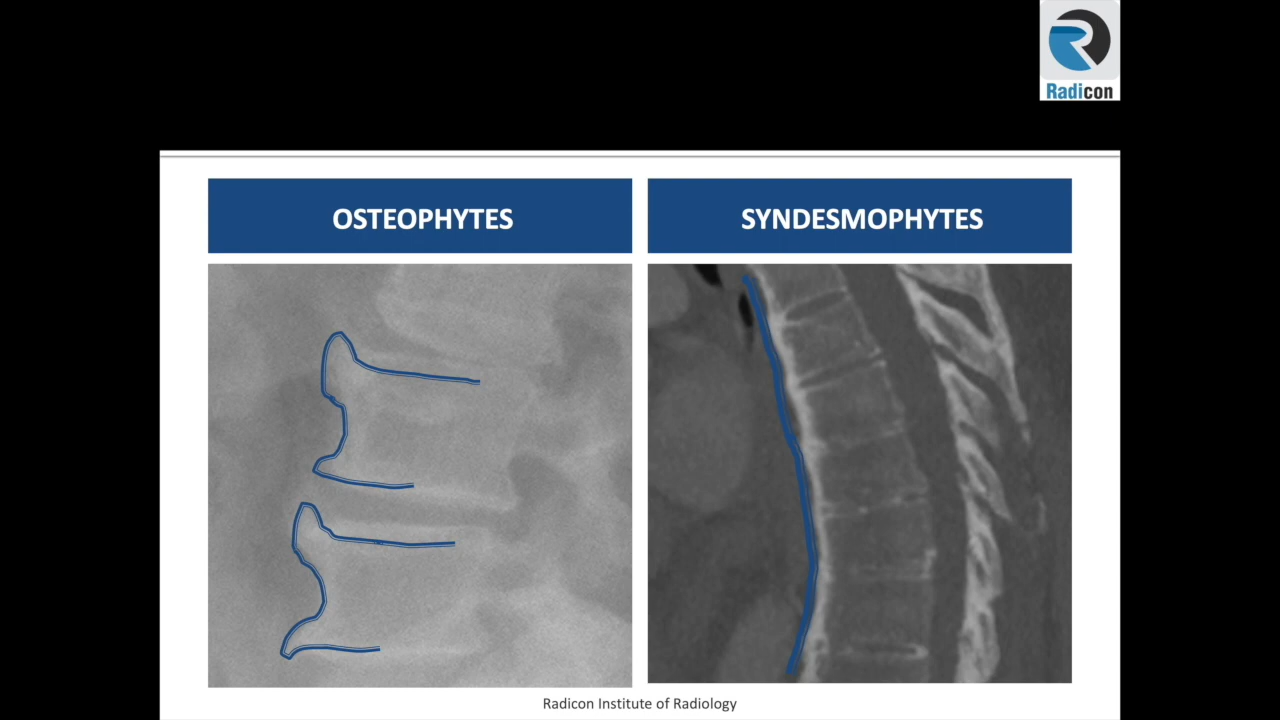 Radicon
OSTEOPHYTES
SYNDESMOPHYTES
Radicon Institute of Radiology